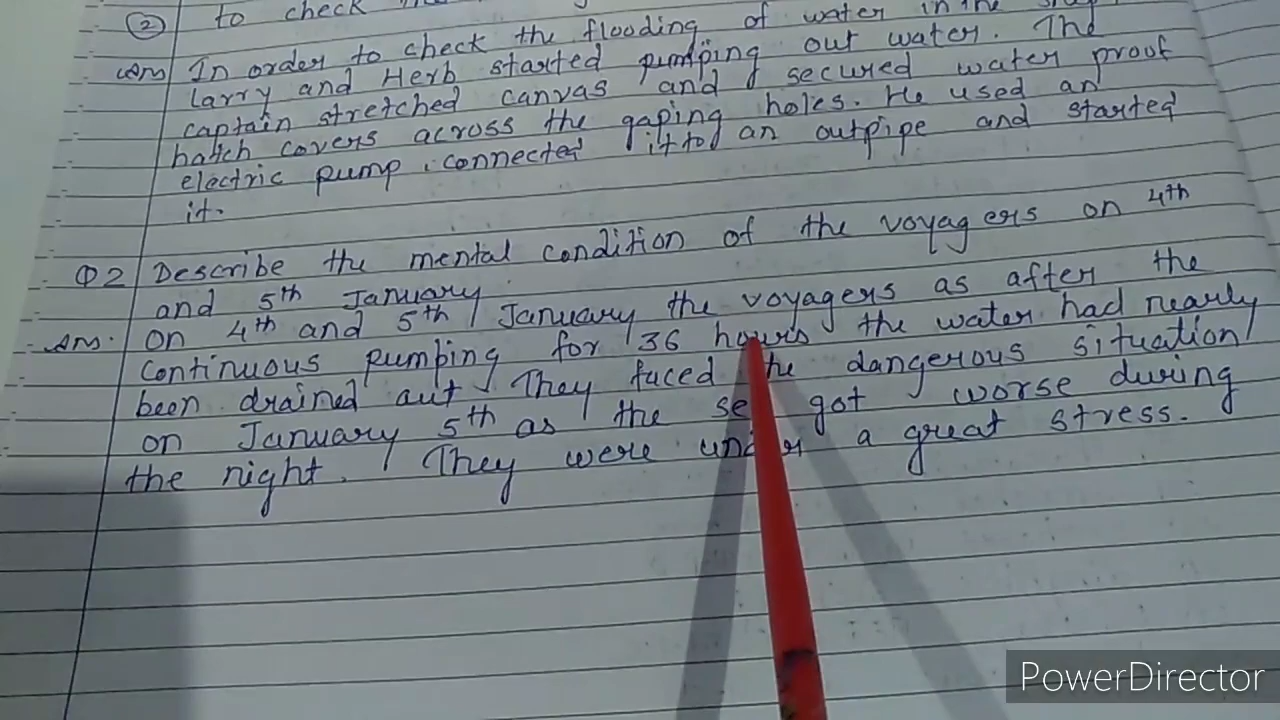 ② to check the
Ans In order to check the flooding of water in the ship
Larry and Herb started pumping out water. The
captain stretched canvas and secured water proof
hatch covers across the gaping holes. He used an
electric pump, connected it to an outpipe and started
it.
Q2 Describe the mental condition of the voyagers on 4th
and 5th January.
Ans. On 4th and 5th January the voyagers as after the
continuous pumping for 36 hours the water had nearly
been drained out. They faced the dangerous situation
on January 5th as the se got worse during
the night. They were under a great stress.
PowerDirector